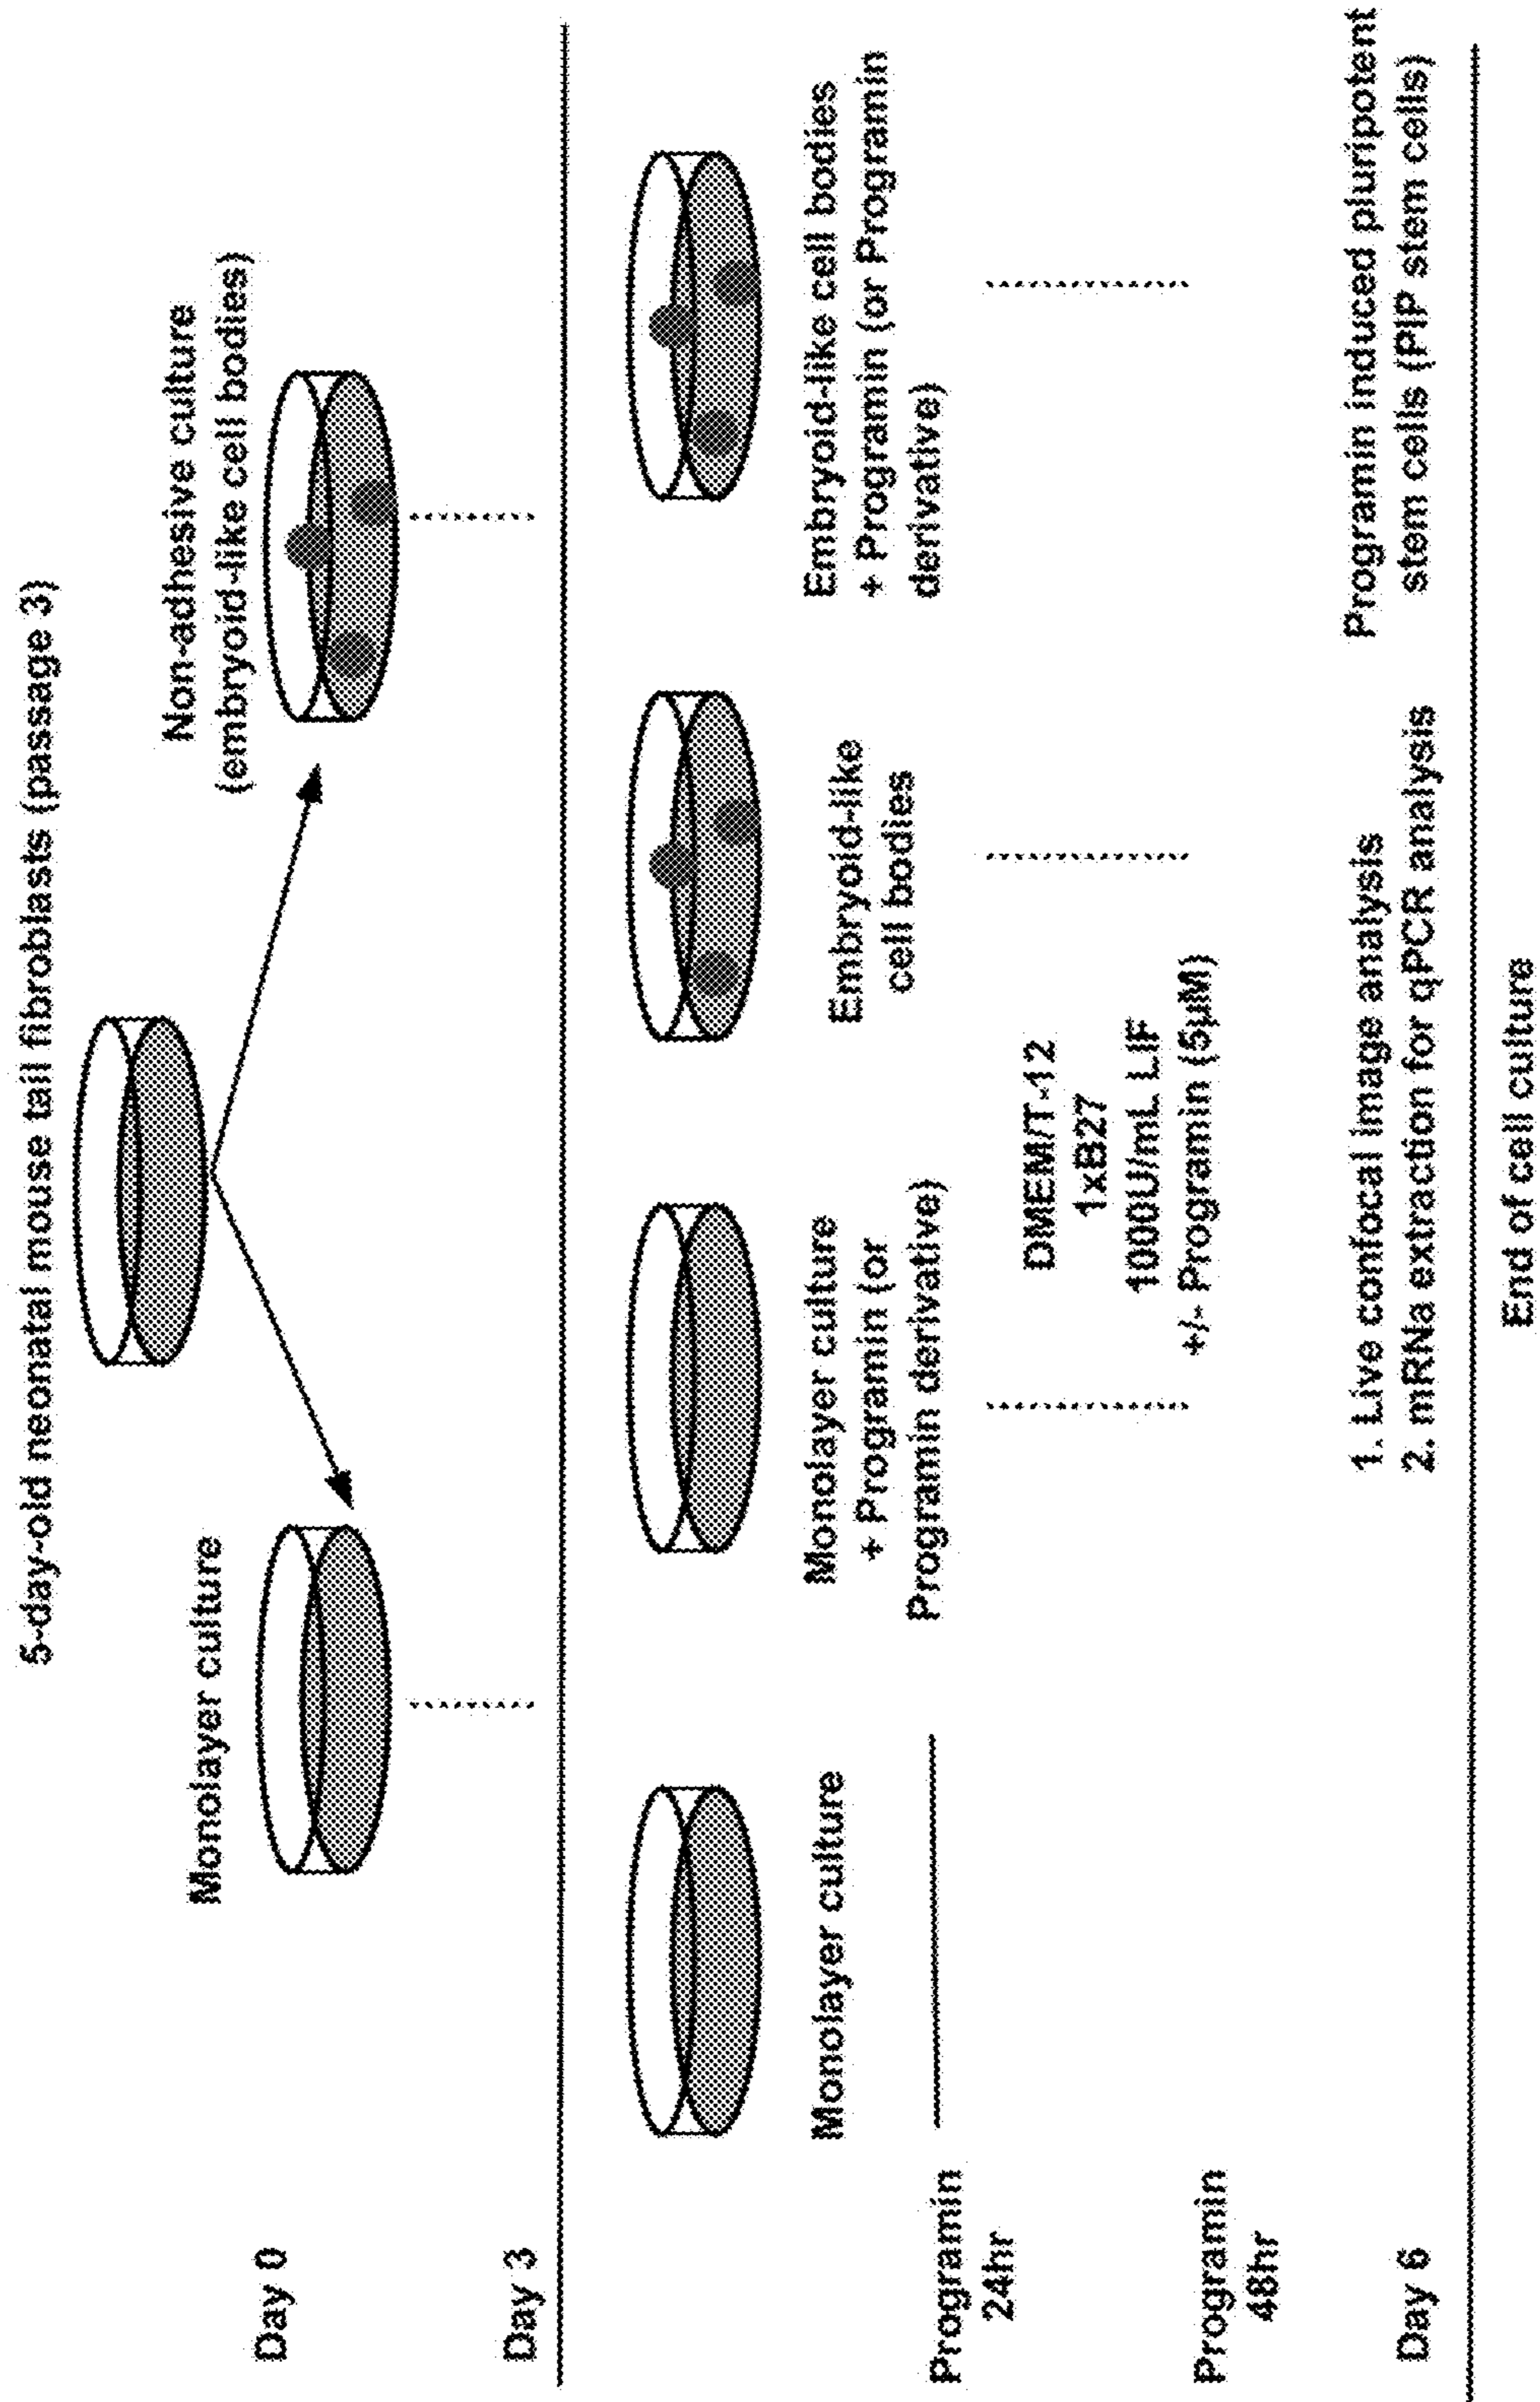 5-day-old neonatal mouse tail fibroblasts (passage 3)
Monolayer culture
Non-adhesive culture
(embryoid-like cell bodies)
Day 0
Day 3
Monolayer culture
Monolayer culture
+ Programin (or
Programin derivative)
Embryoid-like
cell bodies
Embryoid-like cell bodies
+ Programin (or Programin
derivative)
Programin
24hr
DMEM/T-12
1xB27
1000U/mL LIF
+/- Programin (5µM)
Programin
48hr
Day 6
1. Live confocal image analysis
2. mRNa extraction for qPCR analysis
Programin induced pluripotent
stem cells (PIP stem cells)
End of cell culture